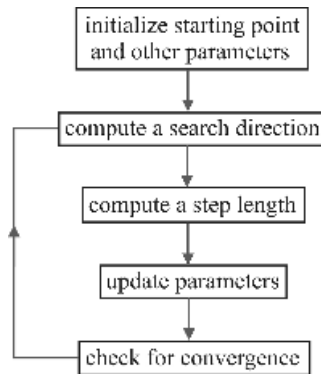 initialize starting point
and other parameters
compute a search direction
compute a step length
update parameters
check for convergence